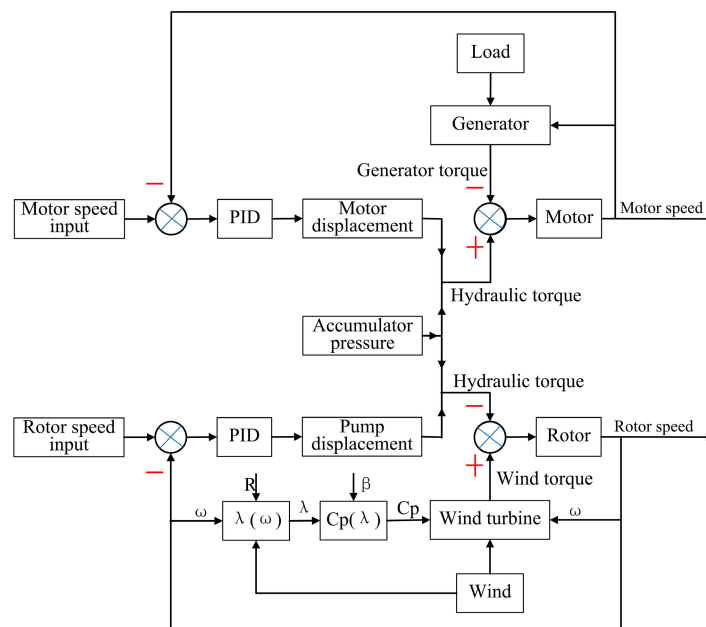 Load
Generator
Generator torque
−
−
Motor speed
input
PID
Motor
displacement
Motor
Motor speed
+
Hydraulic torque
Accumulator
pressure
Hydraulic torque
−
Rotor speed
input
PID
Pump
displacement
Rotor
Rotor speed
−
+
Wind torque
R
β
ω
λ(ω)
λ
Cp(λ)
Cp
Wind turbine
ω
Wind